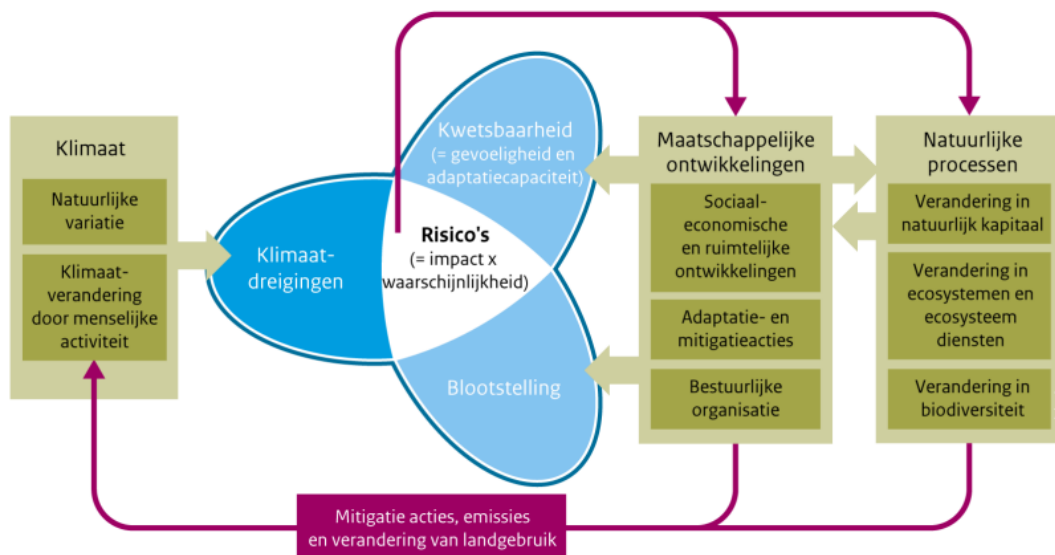 Klimaat
Natuurlijke
variatie
Klimaat-
verandering
door menselijke
activiteit
Klimaat-
dreigingen
Kwetsbaarheid
(= gevoeligheid en
adaptatiecapaciteit)
Risico's
(= impact x
waarschijnlijkheid)
Blootstelling
Maatschappelijke
ontwikkelingen
Sociaal-
economische
en ruimtelijke
ontwikkelingen
Adaptatie- en
mitigatieacties
Bestuurlijke
organisatie
Natuurlijke
processen
Verandering in
natuurlijk kapitaal
Verandering in
ecosystemen en
ecosysteem
diensten
Verandering in
biodiversiteit
Mitigatie acties, emissies
en verandering van landgebruik